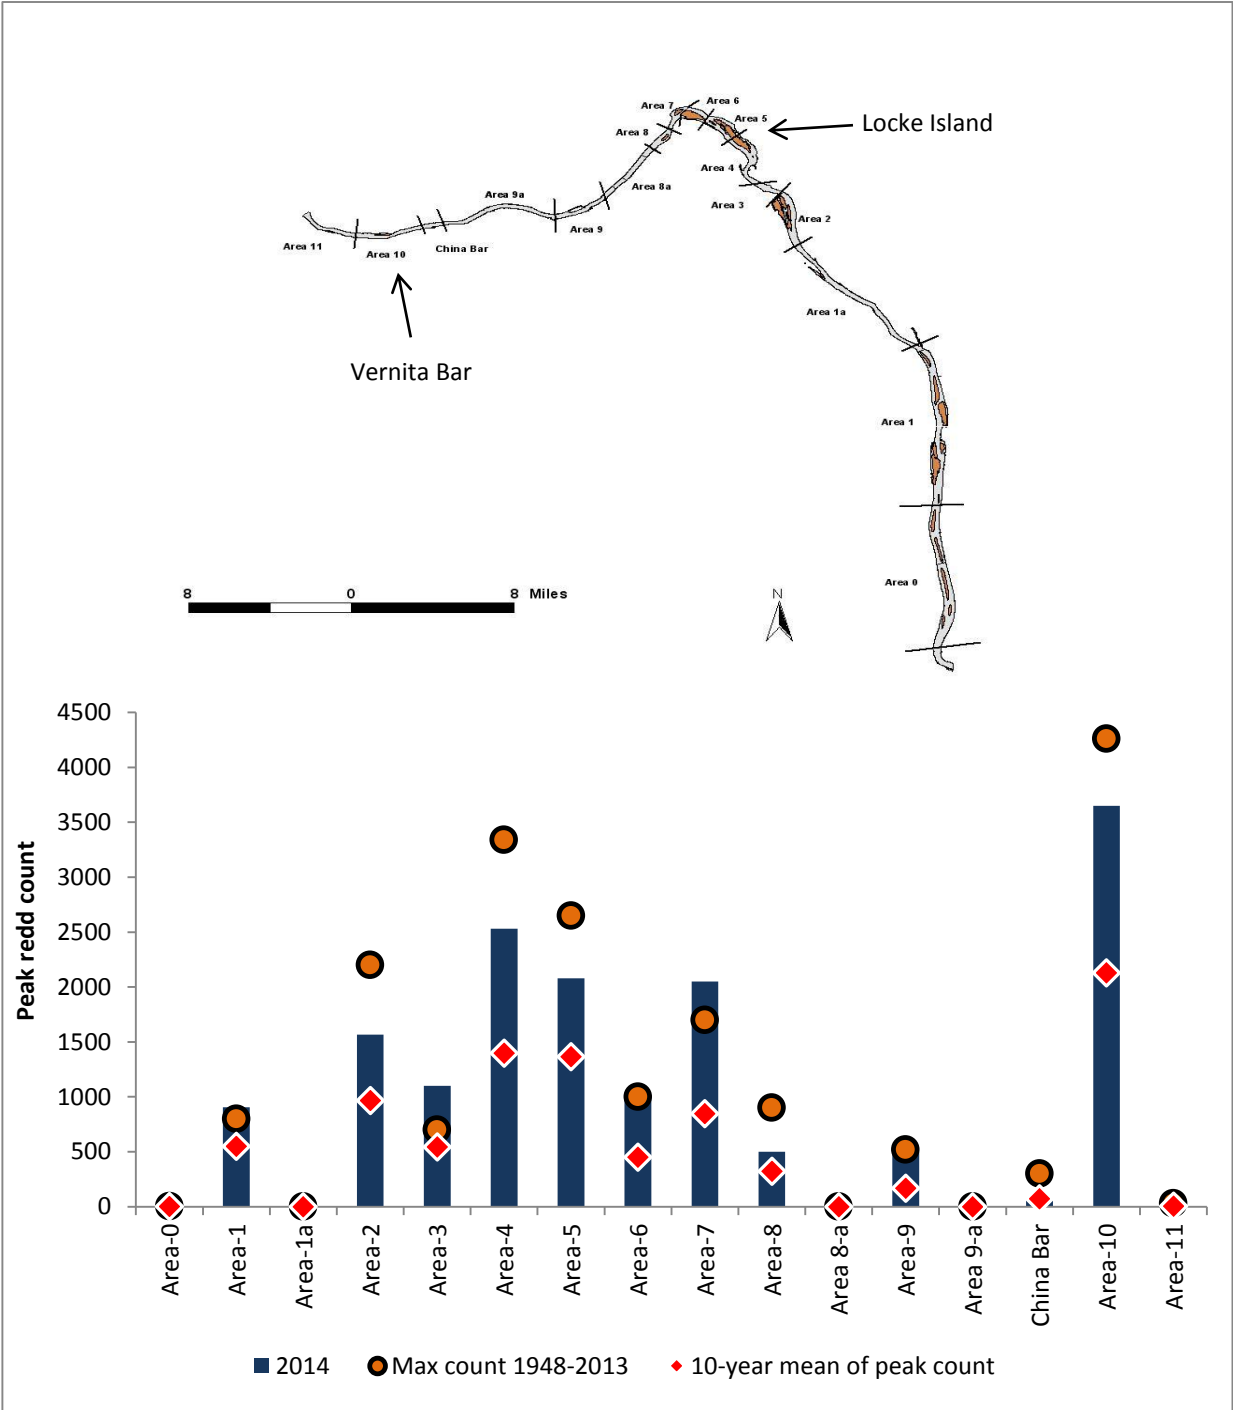 Area 7
Area 6
Area 5
Locke Island
Area 8
Area 4
Area 8a
Area 9a
Area 3
Area 2
Area 9
Area 11
Area 10
China Bar
Area 1a
Vernita Bar
Area 1
Area 0
8 0 8 Miles
N
4500
4000
3500
3000
2500
2000
1500
1000
500
0
Peak redd count
Area-0
Area-1
Area-1a
Area-2
Area-3
Area-4
Area-5
Area-6
Area-7
Area-8
Area 8-a
Area-9
Area 9-a
China Bar
Area-10
Area-11
2014 Max count 1948-2013 10-year mean of peak count